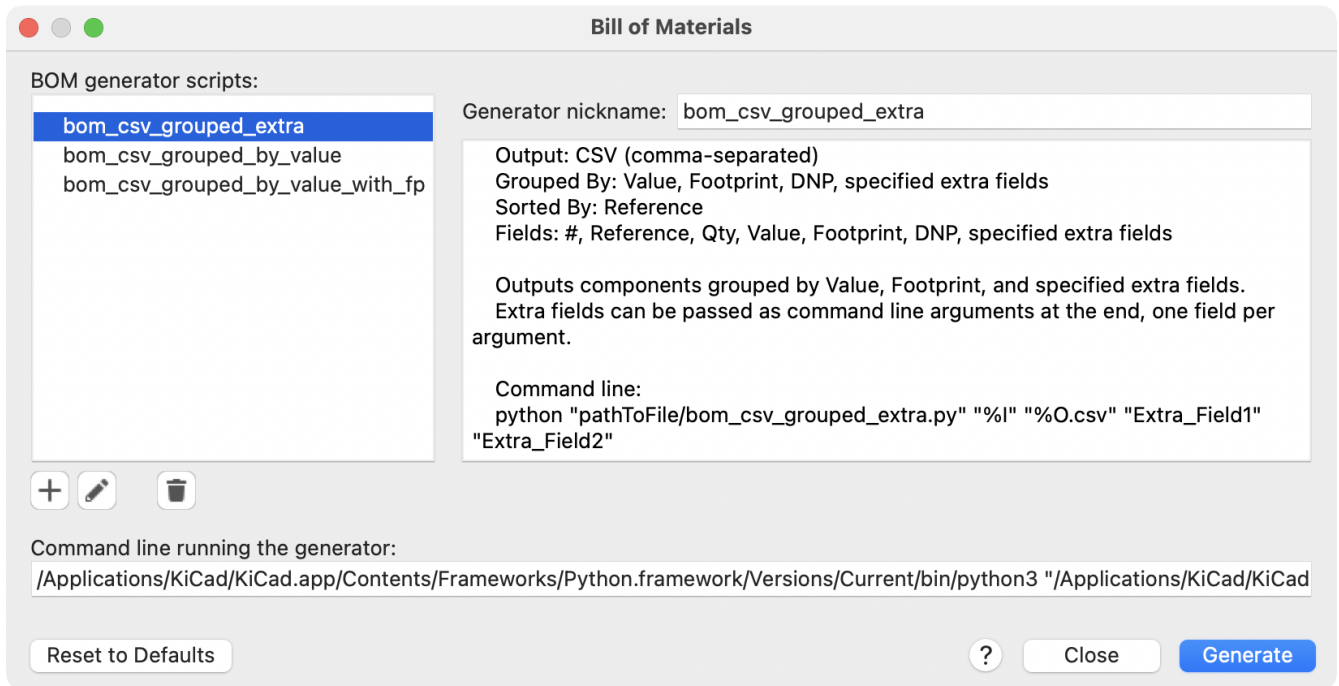 Bill of Materials
BOM generator scripts:
bom_csv_grouped_extra
bom_csv_grouped_by_value
bom_csv_grouped_by_value_with_fp
Generator nickname: bom_csv_grouped_extra
Output: CSV (comma-separated)
Grouped By: Value, Footprint, DNP, specified extra fields
Sorted By: Reference
Fields: #, Reference, Qty, Value, Footprint, DNP, specified extra fields
Outputs components grouped by Value, Footprint, and specified extra fields.
Extra fields can be passed as command line arguments at the end, one field per
argument.
Command line:
python "pathToFile/bom_csv_grouped_extra.py" "%I" "%O.csv" "Extra_Field1"
"Extra_Field2"
Command line running the generator:
/Applications/KiCad/KiCad.app/Contents/Frameworks/Python.framework/Versions/Current/bin/python3 "/Applications/KiCad/KiCad
Reset to Defaults
?
Close
Generate